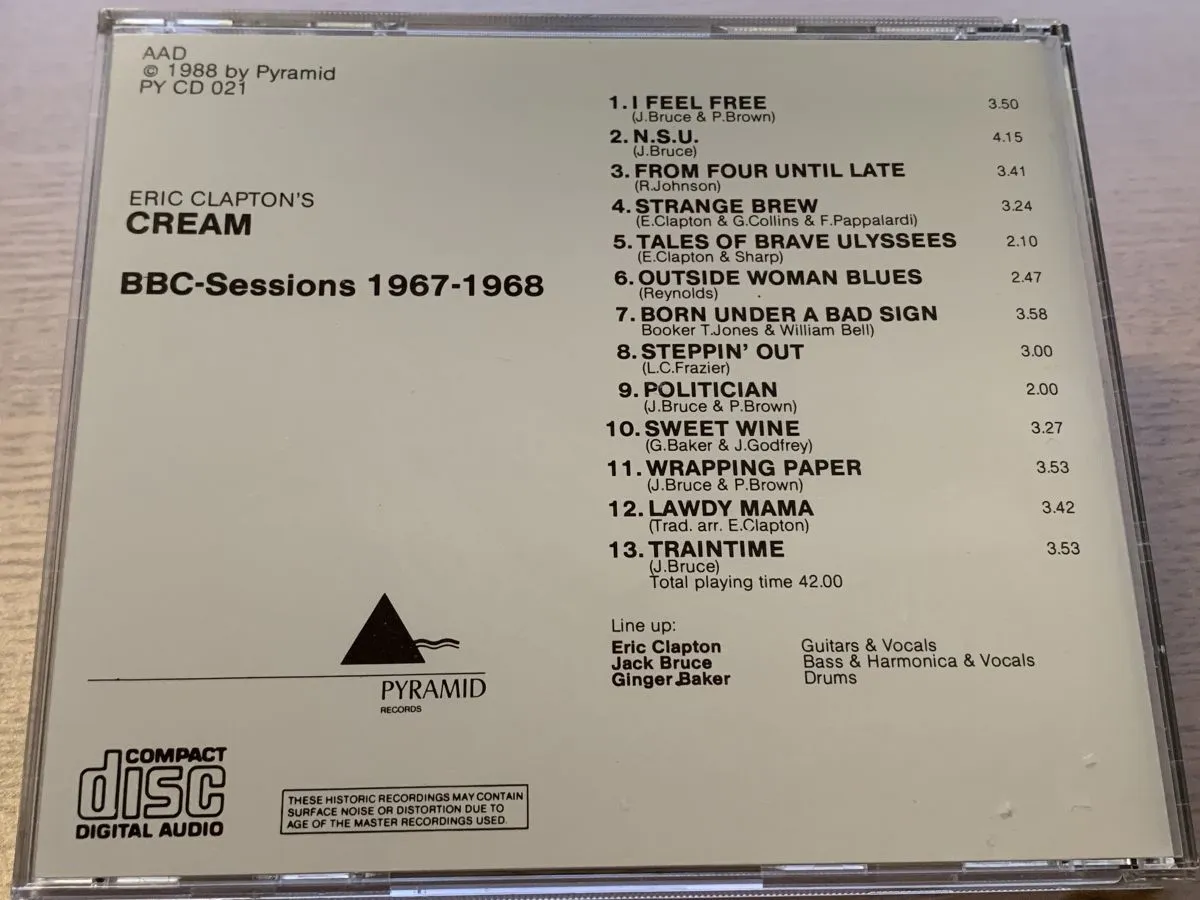 AAD
© 1988 by Pyramid
PY CD 021
ERIC CLAPTON'S
CREAM
BBC-Sessions 1967-1968
1. I FEEL FREE 3.50
(J.Bruce & P.Brown)
2. N.S.U. 4.15
(J.Bruce)
3. FROM FOUR UNTIL LATE 3.41
(R.Johnson)
4. STRANGE BREW 3.24
(E.Clapton & G.Collins & F.Pappalardi)
5. TALES OF BRAVE ULYSSEES 2.10
(E.Clapton & Sharp)
6. OUTSIDE WOMAN BLUES 2.47
(Reynolds)
7. BORN UNDER A BAD SIGN 3.58
Booker T.Jones & William Bell)
8. STEPPIN' OUT 3.00
(L.C.Frazier)
9. POLITICIAN 2.00
(J.Bruce & P.Brown)
10. SWEET WINE 3.27
(G.Baker & J.Godfrey)
11. WRAPPING PAPER 3.53
(J.Bruce & P.Brown)
12. LAWDY MAMA 3.42
(Trad. arr. E.Clapton)
13. TRAINTIME 3.53
(J.Bruce)
Total playing time 42.00
Line up:
Eric Clapton Guitars & Vocals
Jack Bruce Bass & Harmonica & Vocals
Ginger Baker Drums
PYRAMID
RECORDS
COMPACT
disc
DIGITAL AUDIO
THESE HISTORIC RECORDINGS MAY CONTAIN
SURFACE NOISE OR DISTORTION DUE TO
AGE OF THE MASTER RECORDINGS USED.